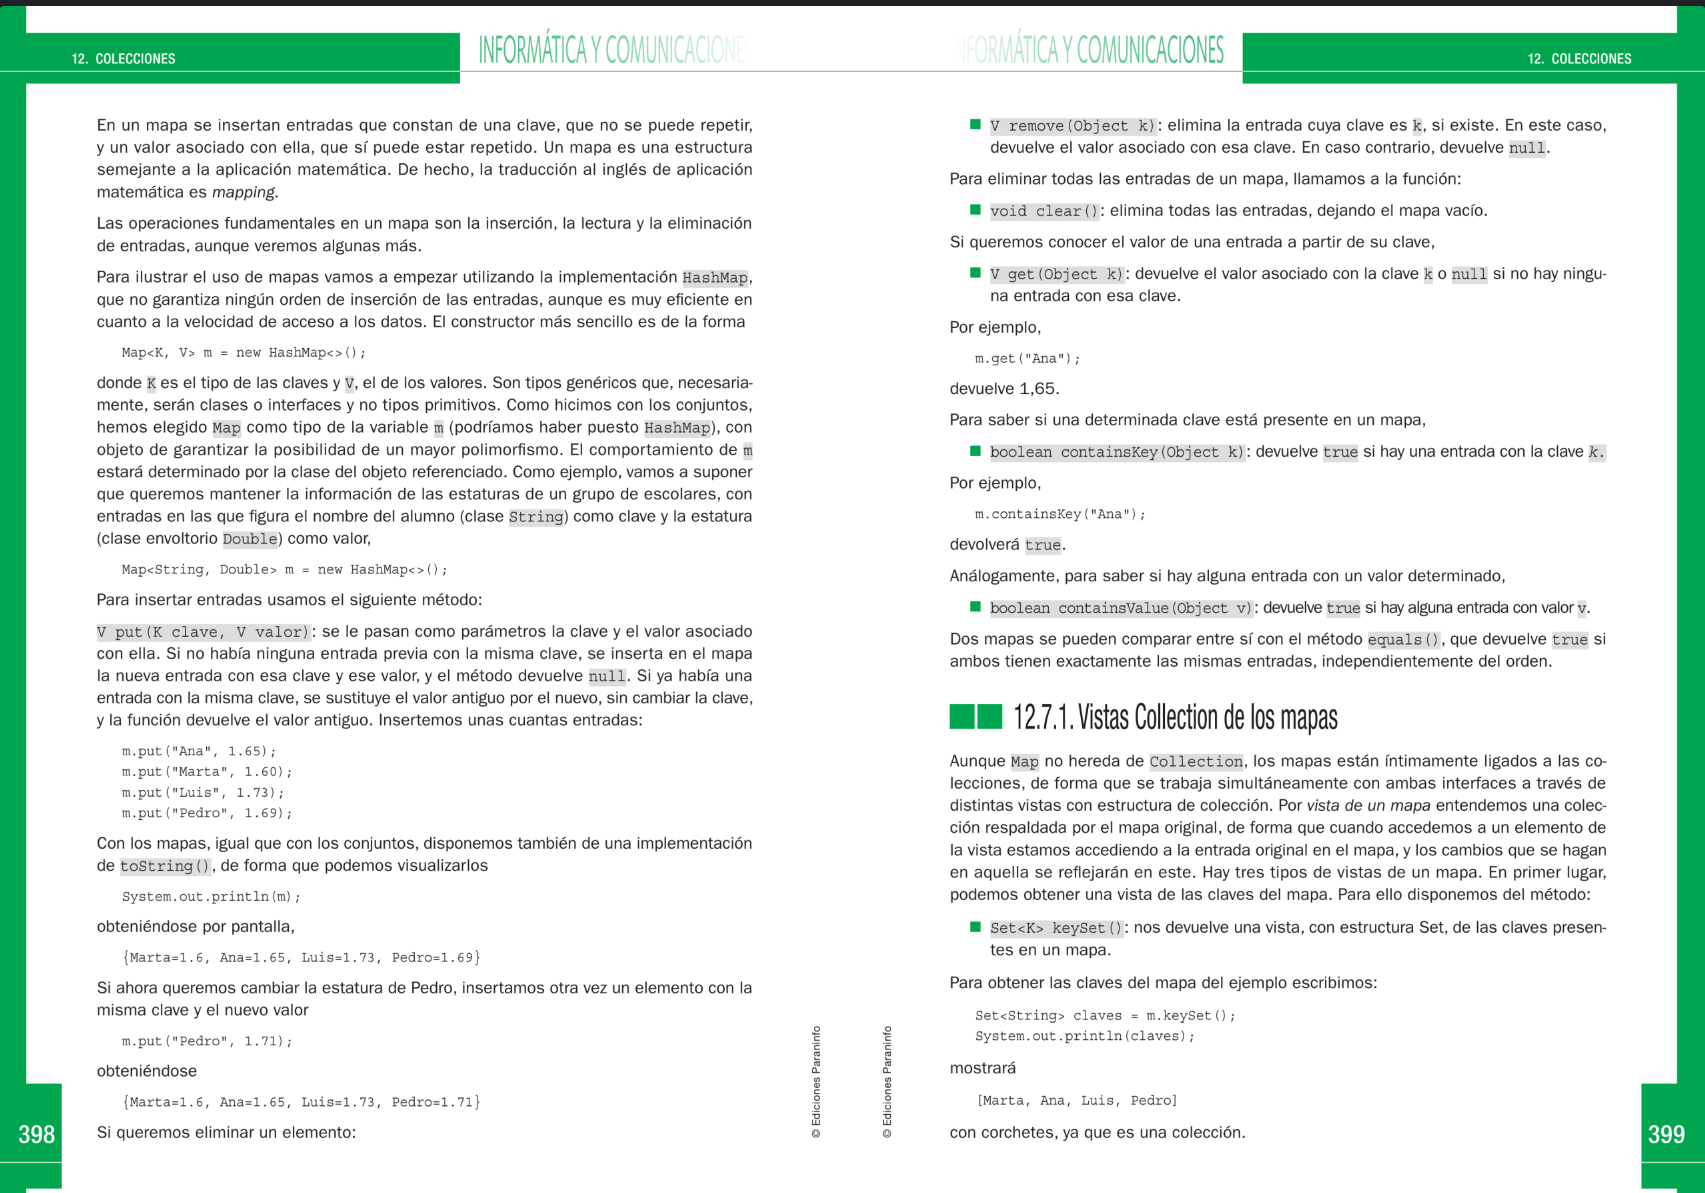 12. COLECCIONES
INFORMÁTICA Y COMUNICACIONES
En un mapa se insertan entradas que constan de una clave, que no se puede repetir,
y un valor asociado con ella, que sí puede estar repetido. Un mapa es una estructura
semejante a la aplicación matemática. De hecho, la traducción al inglés de aplicación
matemática es mapping.
Las operaciones fundamentales en un mapa son la inserción, la lectura y la eliminación
de entradas, aunque veremos algunas más.
Para ilustrar el uso de mapas vamos a empezar utilizando la implementación HashMap,
que no garantiza ningún orden de inserción de las entradas, aunque es muy eficiente en
cuanto a la velocidad de acceso a los datos. El constructor más sencillo es de la forma
Map<K, V> m = new HashMap<>();
donde K es el tipo de las claves y V, el de los valores. Son tipos genéricos que, necesaria-
mente, serán clases o interfaces y no tipos primitivos. Como hicimos con los conjuntos,
hemos elegido Map como tipo de la variable m (podríamos haber puesto HashMap), con
objeto de garantizar la posibilidad de un mayor polimorfismo. El comportamiento de m
estará determinado por la clase del objeto referenciado. Como ejemplo, vamos a suponer
que queremos mantener la información de las estaturas de un grupo de escolares, con
entradas en las que figura el nombre del alumno (clase String) como clave y la estatura
(clase envoltorio Double) como valor,
Map<String, Double> m = new HashMap<>();
Para insertar entradas usamos el siguiente método:
V put(K clave, V valor): se le pasan como parámetros la clave y el valor asociado
con ella. Si no había ninguna entrada previa con la misma clave, se inserta en el mapa
la nueva entrada con esa clave y ese valor, y el método devuelve null. Si ya había una
entrada con la misma clave, se sustituye el valor antiguo por el nuevo, sin cambiar la clave,
y la función devuelve el valor antiguo. Insertemos unas cuantas entradas:
m.put("Ana", 1.65);
m.put("Marta", 1.60);
m.put("Luis", 1.73);
m.put("Pedro", 1.69);
Con los mapas, igual que con los conjuntos, disponemos también de una implementación
de toString(), de forma que podemos visualizarlos
System.out.println(m);
obteniéndose por pantalla,
{Marta=1.6, Ana=1.65, Luis=1.73, Pedro=1.69}
Si ahora queremos cambiar la estatura de Pedro, insertamos otra vez un elemento con la
misma clave y el nuevo valor
m.put("Pedro", 1.71);
obteniéndose
{Marta=1.6, Ana=1.65, Luis=1.73, Pedro=1.71}
Si queremos eliminar un elemento:
398
© Ediciones Paraninfo
INFORMÁTICA Y COMUNICACIONES
12. COLECCIONES
V remove(Object k): elimina la entrada cuya clave es k, si existe. En este caso,
devuelve el valor asociado con esa clave. En caso contrario, devuelve null.
Para eliminar todas las entradas de un mapa, llamamos a la función:
void clear(): elimina todas las entradas, dejando el mapa vacío.
Si queremos conocer el valor de una entrada a partir de su clave,
V get(Object k): devuelve el valor asociado con la clave k o null si no hay ningu-
na entrada con esa clave.
Por ejemplo,
m.get("Ana");
devuelve 1,65.
Para saber si una determinada clave está presente en un mapa,
boolean containsKey(Object k): devuelve true si hay una entrada con la clave k.
Por ejemplo,
m.containsKey("Ana");
devolverá true.
Análogamente, para saber si hay alguna entrada con un valor determinado,
boolean containsValue(Object v): devuelve true si hay alguna entrada con valor v.
Dos mapas se pueden comparar entre sí con el método equals(), que devuelve true si
ambos tienen exactamente las mismas entradas, independientemente del orden.
12.7.1. Vistas Collection de los mapas
Aunque Map no hereda de Collection, los mapas están íntimamente ligados a las co-
lecciones, de forma que se trabaja simultáneamente con ambas interfaces a través de
distintas vistas con estructura de colección. Por vista de un mapa entendemos una colec-
ción respaldada por el mapa original, de forma que cuando accedemos a un elemento de
la vista estamos accediendo a la entrada original en el mapa, y los cambios que se hagan
en aquella se reflejarán en este. Hay tres tipos de vistas de un mapa. En primer lugar,
podemos obtener una vista de las claves del mapa. Para ello disponemos del método:
Set<K> keySet(): nos devuelve una vista, con estructura Set, de las claves presen-
tes en un mapa.
Para obtener las claves del mapa del ejemplo escribimos:
Set<String> claves = m.keySet();
System.out.println(claves);
mostrará
[Marta, Ana, Luis, Pedro]
con corchetes, ya que es una colección.
© Ediciones Paraninfo
399